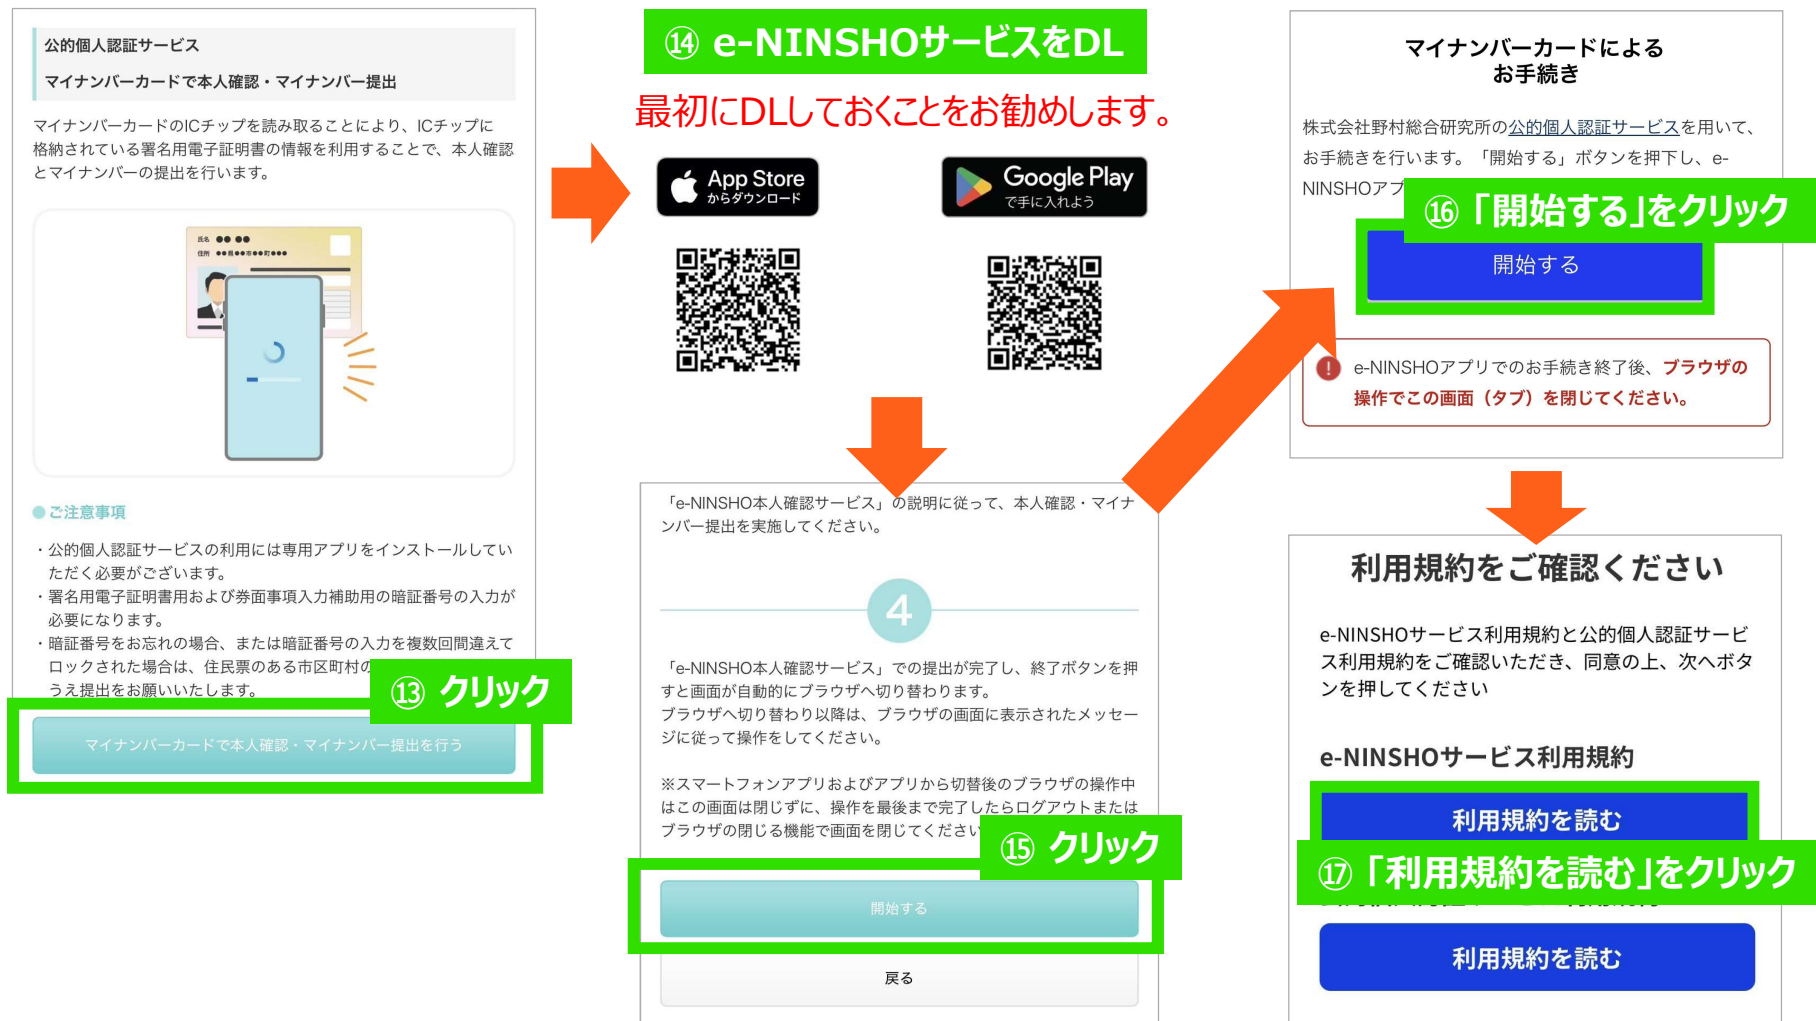 公的個人認証サービス
マイナンバーカードで本人確認・マイナンバー提出
マイナンバーカードのICチップを読み取ることにより、ICチップに
格納されている署名用電子証明書の情報を利用することで、本人確認
とマイナンバーの提出を行います。
氏名 ●● ●●
住所 ●●県●●市●●町●●●
●ご注意事項
・公的個人認証サービスの利用には専用アプリをインストールしてい
ただく必要がございます。
・署名用電子証明書用および券面事項入力補助用の暗証番号の入力が
必要になります。
・暗証番号をお忘れの場合、または暗証番号の入力を複数回間違えて
ロックされた場合は、住民票のある市区町村の
うえ提出をお願いいたします。
⑬ クリック
マイナンバーカードで本人確認・マイナンバー提出を行う
⑭ e-NINSHOサービスをDL
最初にDLしておくことをお勧めします。
App Store
からダウンロード
Google Play
で手に入れよう
「e-NINSHO本人確認サービス」の説明に従って、本人確認・マイナ
ンバー提出を実施してください。
4
「e-NINSHO本人確認サービス」での提出が完了し、終了ボタンを押
すと画面が自動的にブラウザへ切り替わります。
ブラウザへ切り替わり以降は、ブラウザの画面に表示されたメッセー
ジに従って操作をしてください。
※スマートフォンアプリおよびアプリから切替後のブラウザの操作中
はこの画面は閉じずに、操作を最後まで完了したらログアウトまたは
ブラウザの閉じる機能で画面を閉じてください
⑮ クリック
開始する
戻る
マイナンバーカードによる
お手続き
株式会社野村総合研究所の公的個人認証サービスを用いて、
お手続きを行います。「開始する」ボタンを押下し、e-
NINSHOアプ
⑯「開始する」をクリック
開始する
e-NINSHOアプリでのお手続き終了後、ブラウザの
操作でこの画面（タブ）を閉じてください。
利用規約をご確認ください
e-NINSHOサービス利用規約と公的個人認証サービ
ス利用規約をご確認いただき、同意の上、次へボタ
ンを押してください
e-NINSHOサービス利用規約
利用規約を読む
⑰「利用規約を読む」をクリック
利用規約を読む